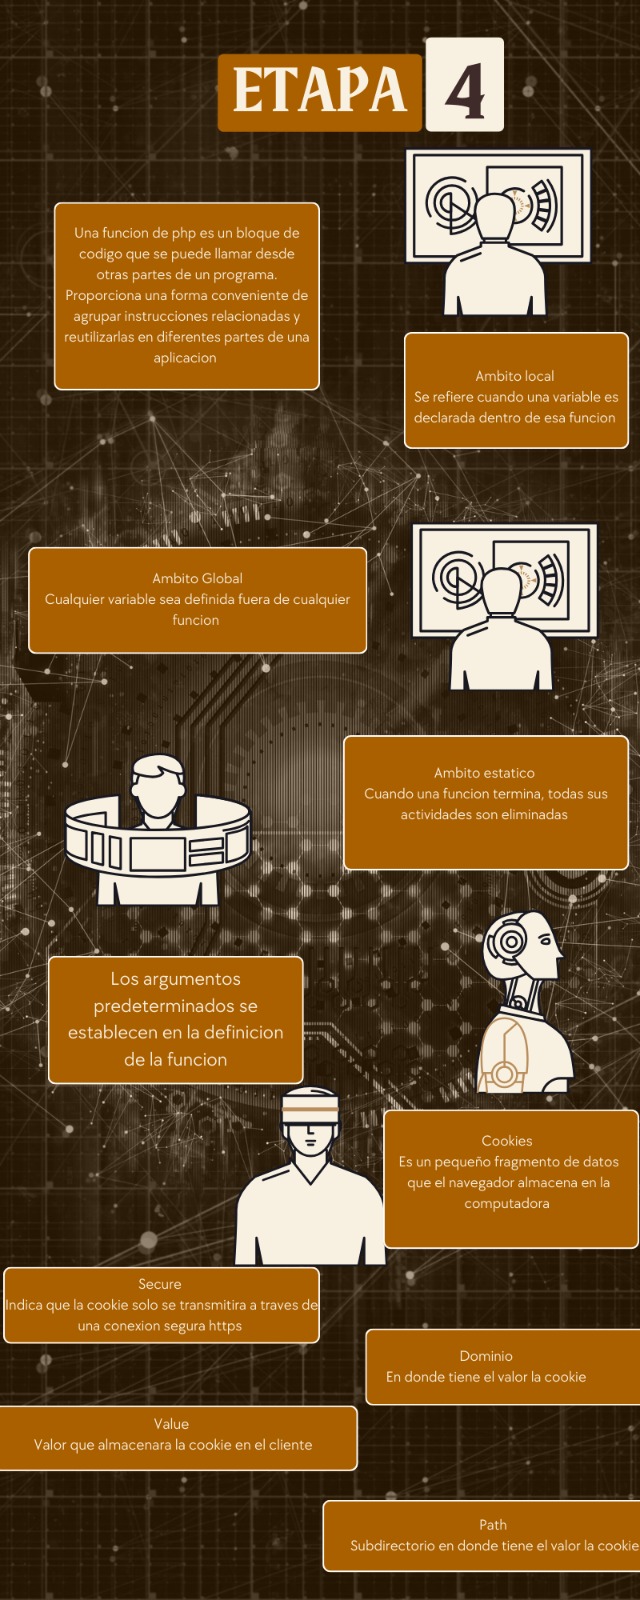 ETAPA 4
Una funcion de php es un bloque de
codigo que se puede llamar desde
otras partes de un programa.
Proporciona una forma conveniente de
agrupar instrucciones relacionadas y
reutilizarlas en diferentes partes de una
aplicacion
Ambito local
Se refiere cuando una variable es
declarada dentro de esa funcion
Ambito Global
Cualquier variable sea definida fuera de cualquier
funcion
Ambito estatico
Cuando una funcion termina, todas sus
actividades son eliminadas
Los argumentos
predeterminados se
establecen en la definicion
de la funcion
Cookies
Es un pequeño fragmento de datos
que el navegador almacena en la
computadora
Secure
Indica que la cookie solo se transmitira a traves de
una conexion segura https
Dominio
En donde tiene el valor la cookie
Value
Valor que almacenara la cookie en el cliente
Path
Subdirectorio en donde tiene el valor la cookie